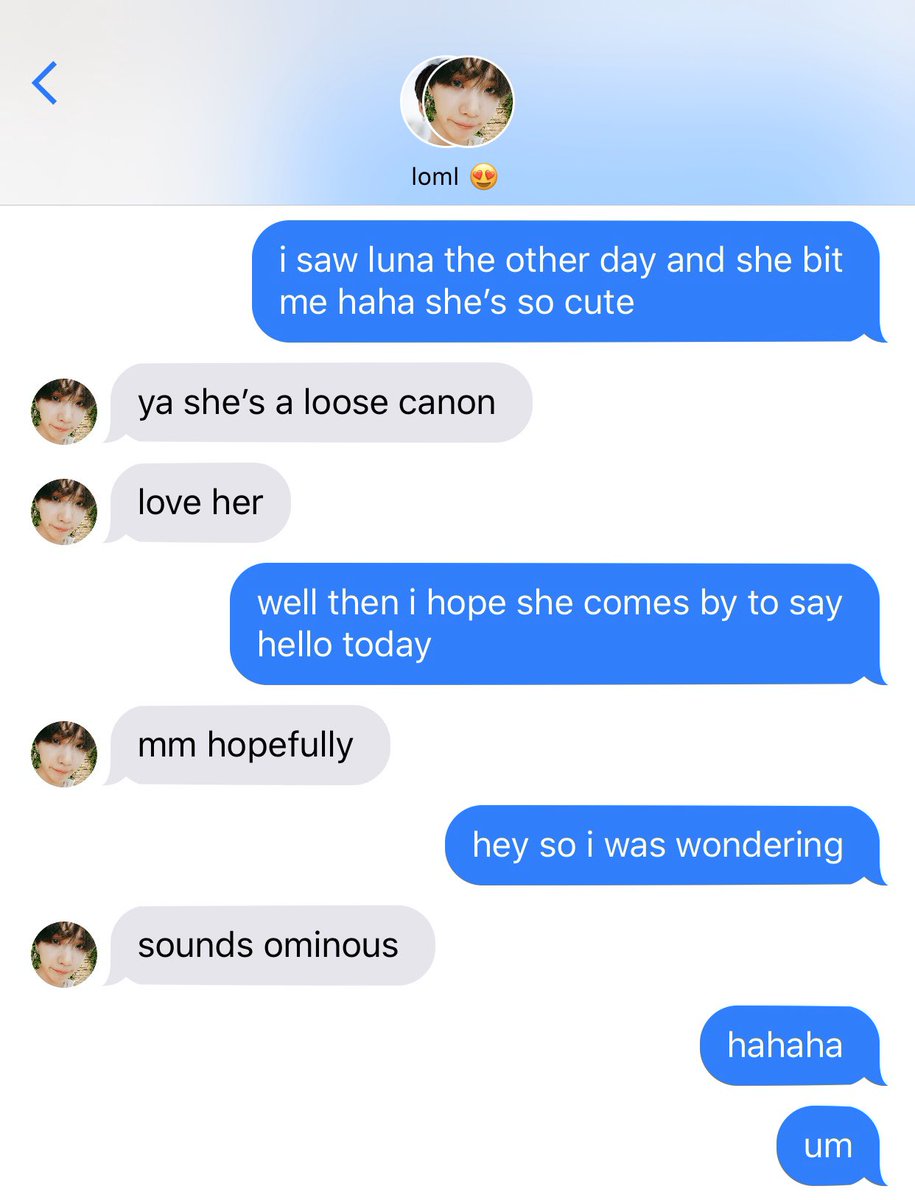 loml 😍
i saw luna the other day and she bit
me haha she’s so cute
ya she’s a loose canon
love her
well then i hope she comes by to say
hello today
mm hopefully
hey so i was wondering
sounds ominous
hahaha
um